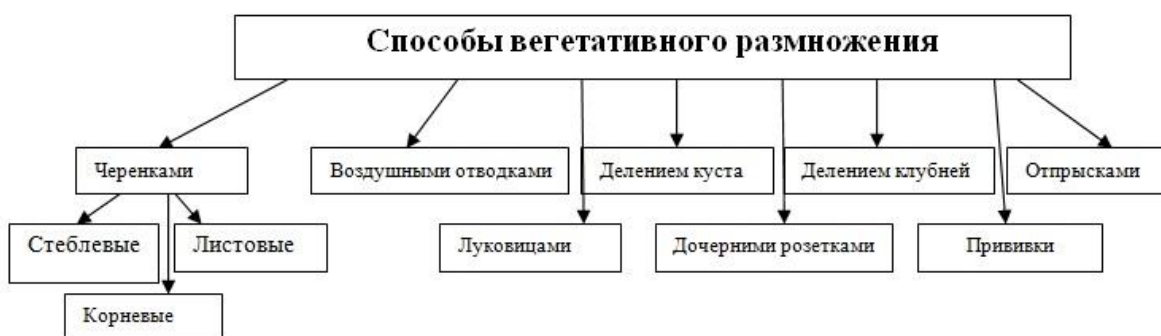 Способы вегетативного размножения
Черенками
Воздушными отводками
Делением куста
Делением клубней
Отпрысками
Стеблевые
Листовые
Луковицами
Дочерними розетками
Прививки
Корневые